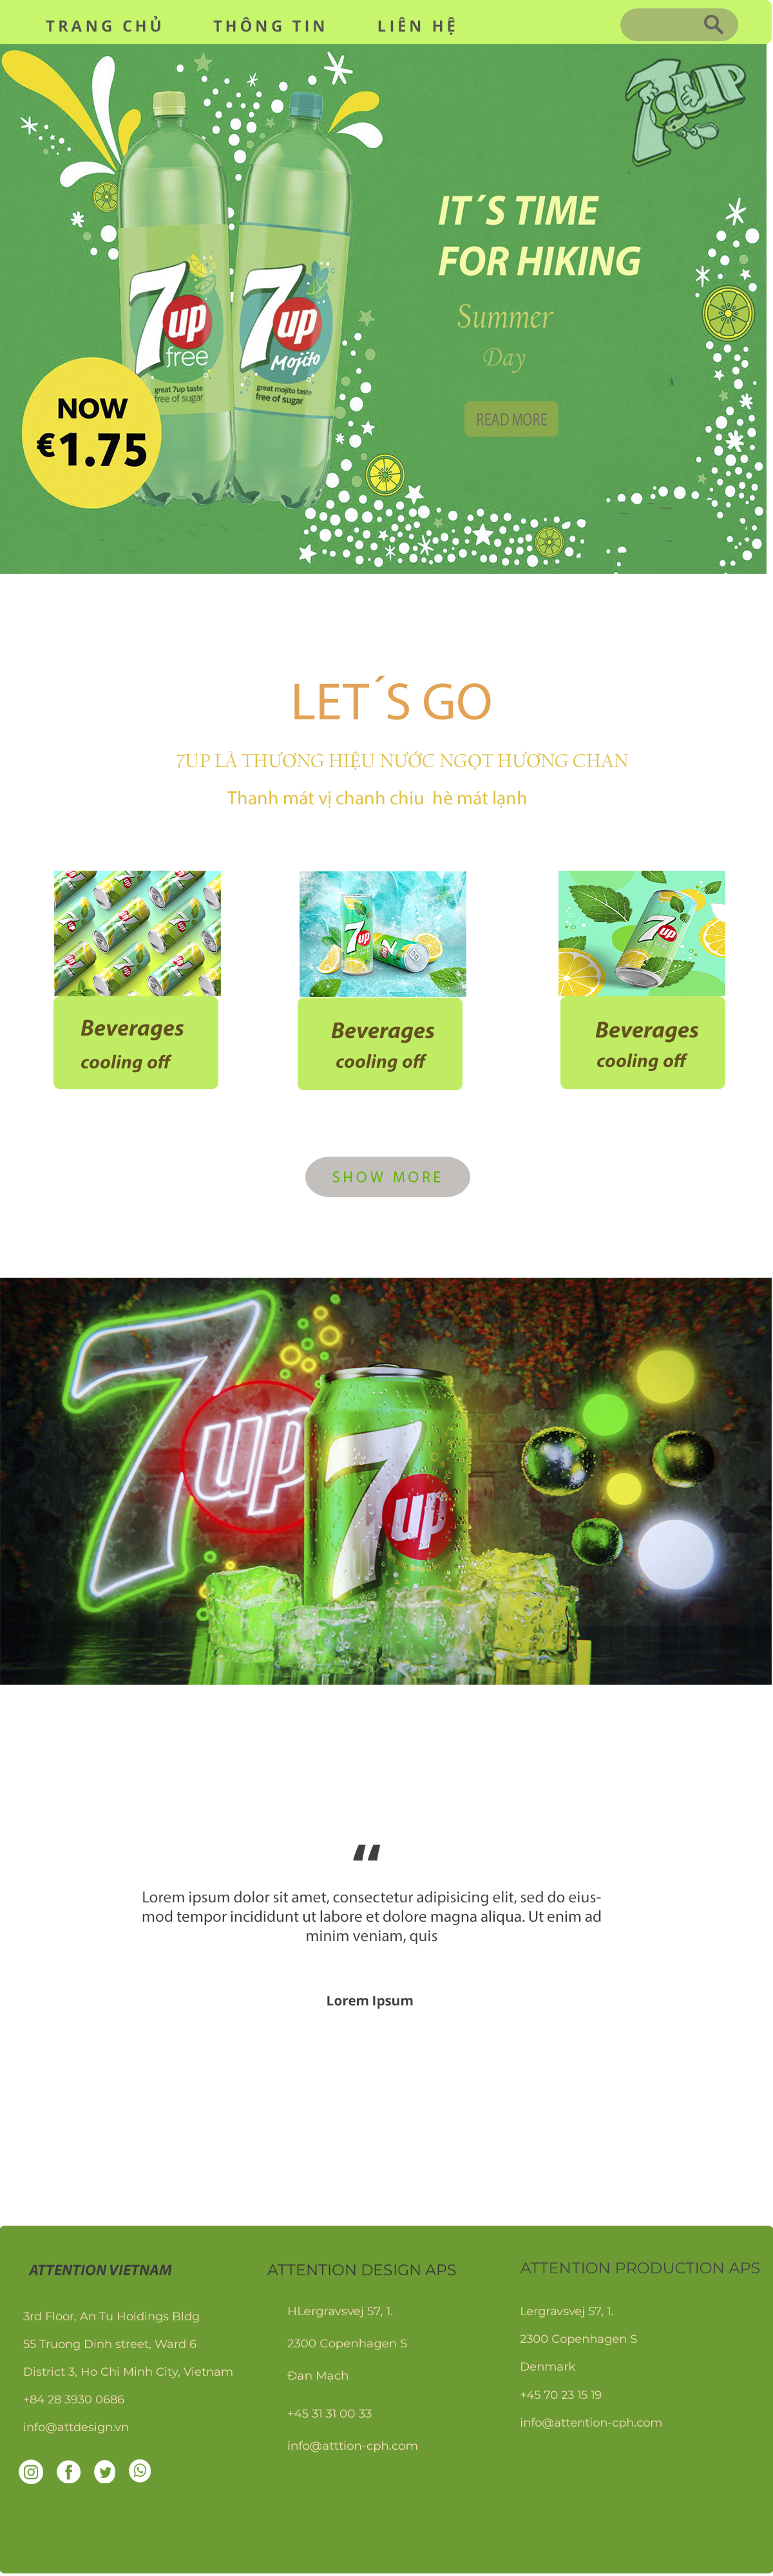 TRANG CHỦ THÔNG TIN LIÊN HỆ
7up
IT´S TIME
FOR HIKING
Summer
Day
READ MORE
7up
free
great 7up taste
free of sugar
7up
Mojito
great mojito taste
free of sugar
NOW
€1.75
LET´S GO
7UP LÀ THƯƠNG HIỆU NƯỚC NGỌT HƯƠNG CHAN
Thanh mát vị chanh chiu hè mát lạnh
7up
7up
7up
Beverages
cooling off
Beverages
cooling off
Beverages
cooling off
SHOW MORE
7up
7up
1929
“
Lorem ipsum dolor sit amet, consectetur adipisicing elit, sed do eius-
mod tempor incididunt ut labore et dolore magna aliqua. Ut enim ad
minim veniam, quis
Lorem Ipsum
ATTENTION VIETNAM
3rd Floor, An Tu Holdings Bldg
55 Truong Dinh street, Ward 6
District 3, Ho Chi Minh City, Vietnam
+84 28 3930 0686
info@attdesign.vn
ATTENTION DESIGN APS
HLergravsvej 57, 1.
2300 Copenhagen S
Đan Mạch
+45 31 31 00 33
info@atttion-cph.com
ATTENTION PRODUCTION APS
Lergravsvej 57, 1.
2300 Copenhagen S
Denmark
+45 70 23 15 19
info@attention-cph.com